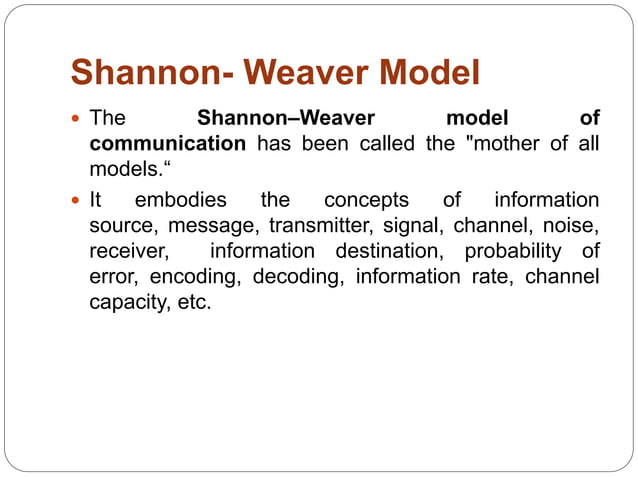 Shannon- Weaver Model
• The Shannon–Weaver model of
communication has been called the "mother of all
models.“
• It embodies the concepts of information
source, message, transmitter, signal, channel, noise,
receiver, information destination, probability of
error, encoding, decoding, information rate, channel
capacity, etc.